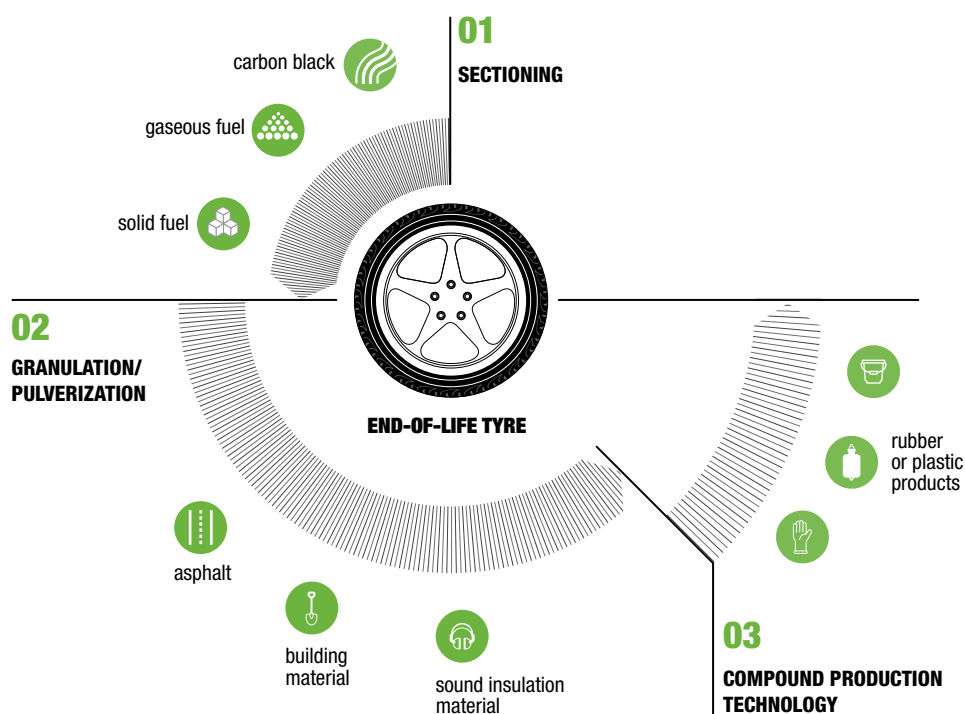 01
SECTIONING
carbon black
gaseous fuel
solid fuel
02
GRANULATION/
PULVERIZATION
END-OF-LIFE TYRE
asphalt
building
material
sound insulation
material
rubber
or plastic
products
03
COMPOUND PRODUCTION
TECHNOLOGY